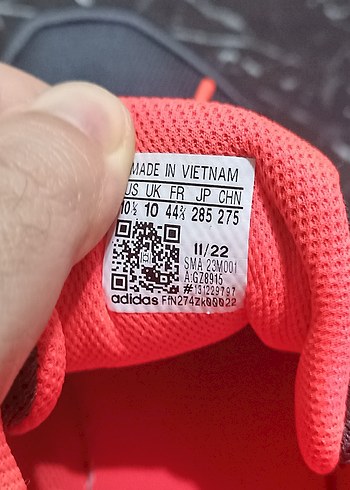 MADE IN VIETNAM
US UK FR JP CHN
10½ 10 44⅔ 285 275
11/22
SMA 23M001
A:GZ8915
#131229797
adidas FfN274Zk00022